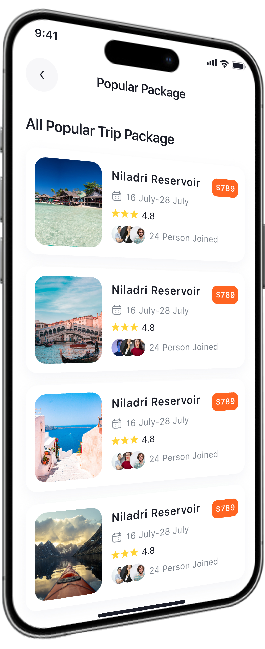 9:41
Popular Package
All Popular Trip Package
Niladri Reservoir
$789
16 July-28 July
4.8
24 Person Joined
Niladri Reservoir
$789
16 July-28 July
4.8
24 Person Joined
Niladri Reservoir
$789
16 July-28 July
4.8
24 Person Joined
Niladri Reservoir
$789
16 July-28 July
4.8
24 Person Joined